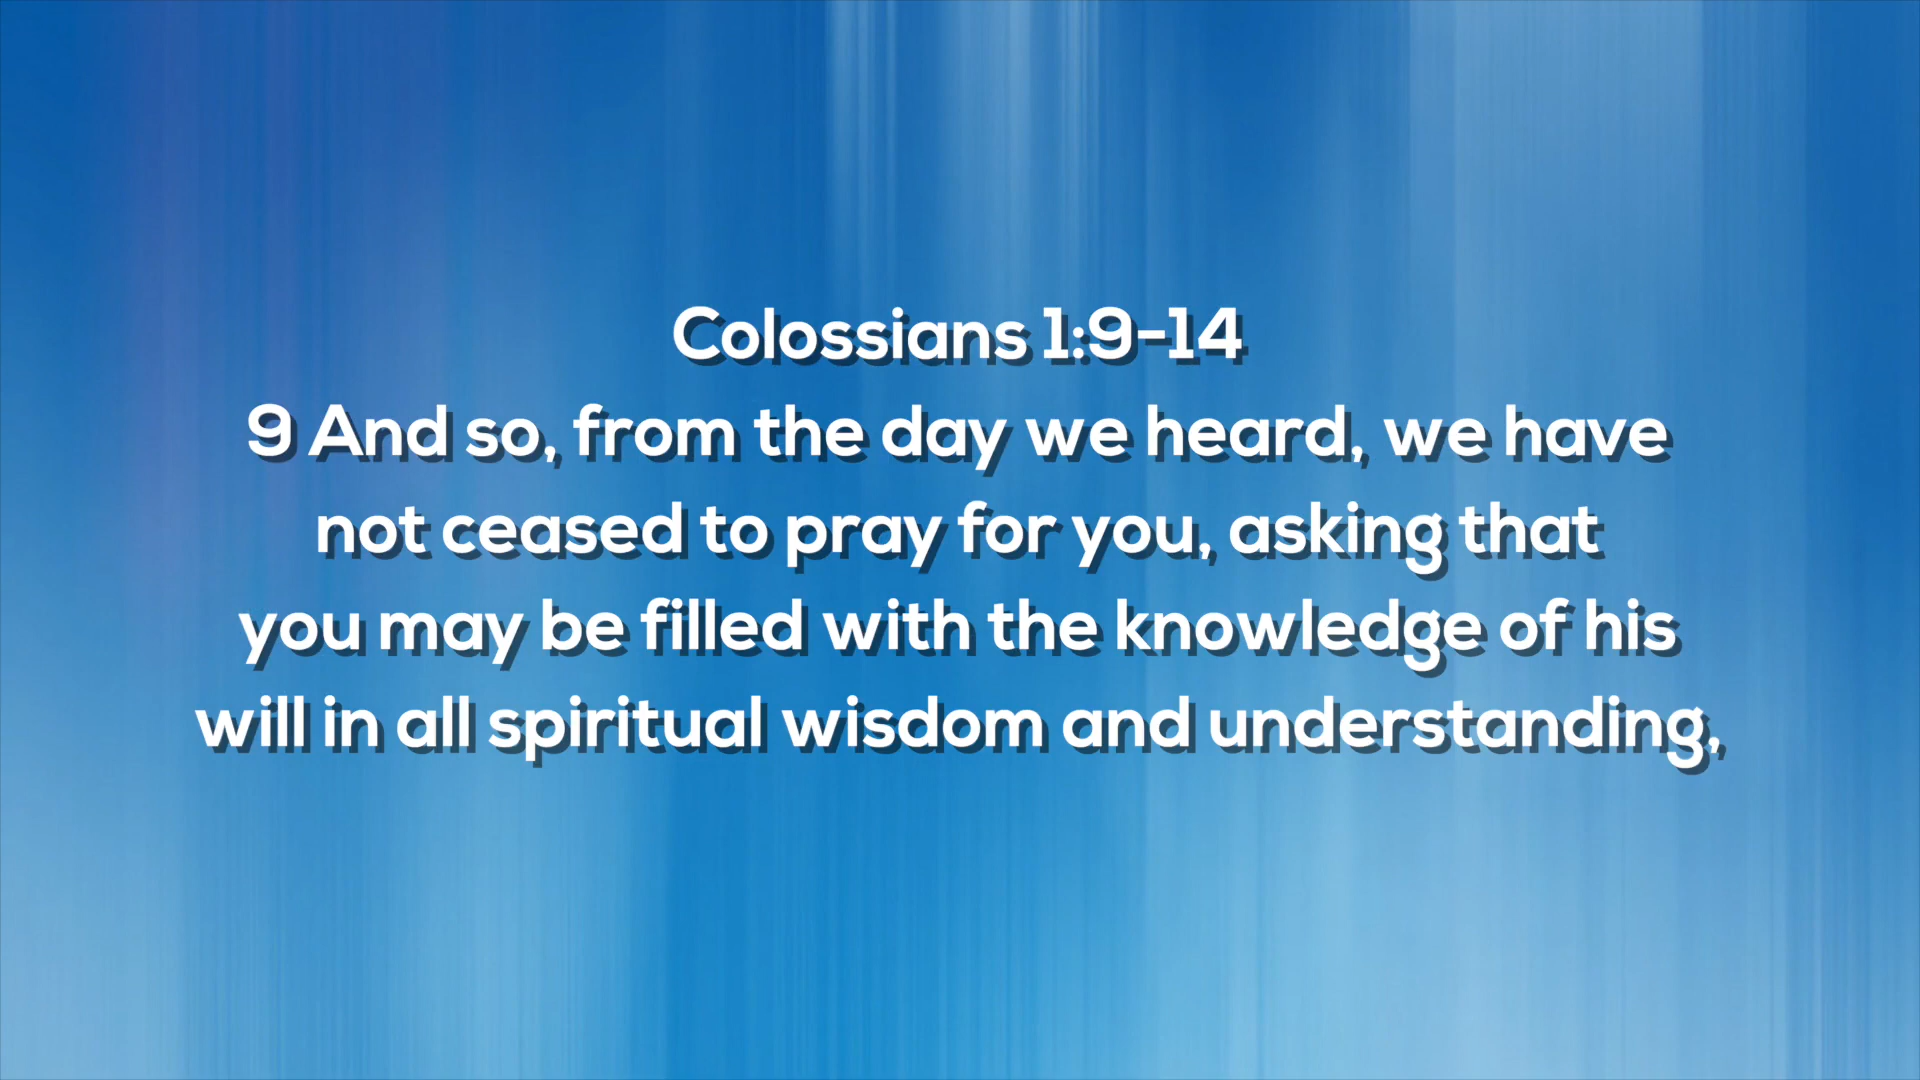 Colossians 1:9-14
9 And so, from the day we heard, we have
not ceased to pray for you, asking that
you may be filled with the knowledge of his
will in all spiritual wisdom and understanding,